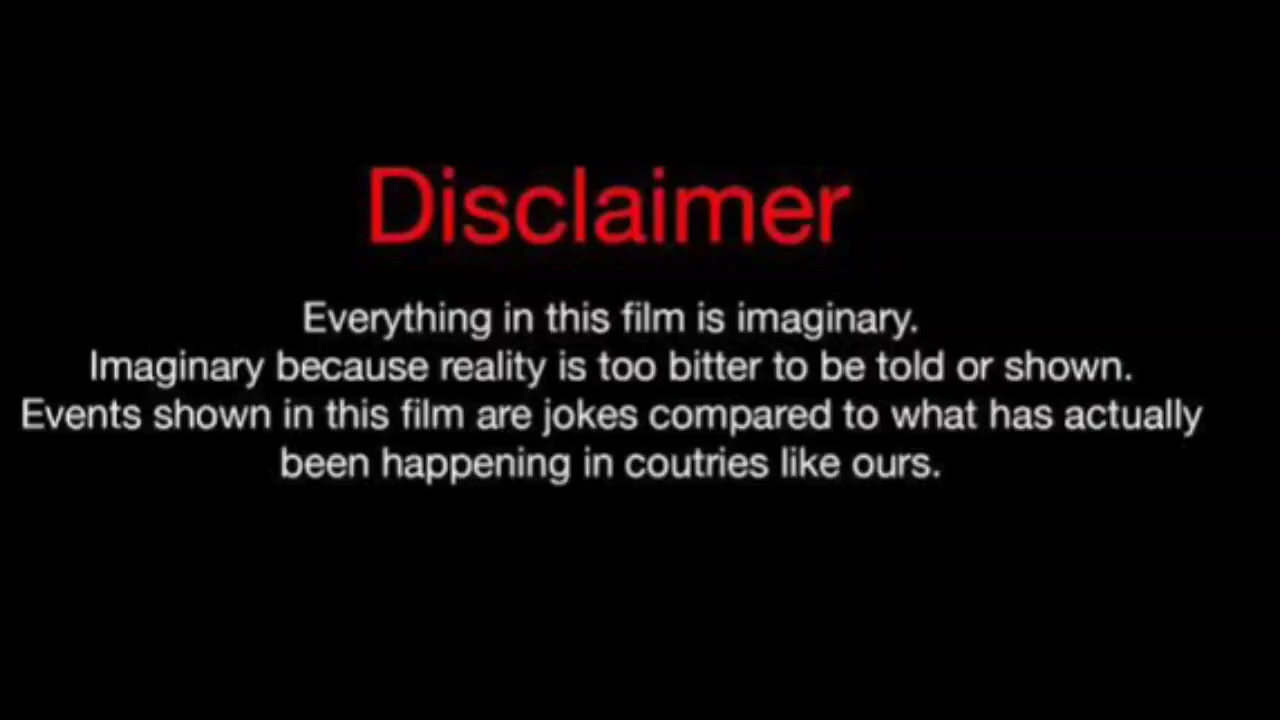 Disclaimer
Everything in this film is imaginary.
Imaginary because reality is too bitter to be told or shown.
Events shown in this film are jokes compared to what has actually
been happening in coutries like ours.